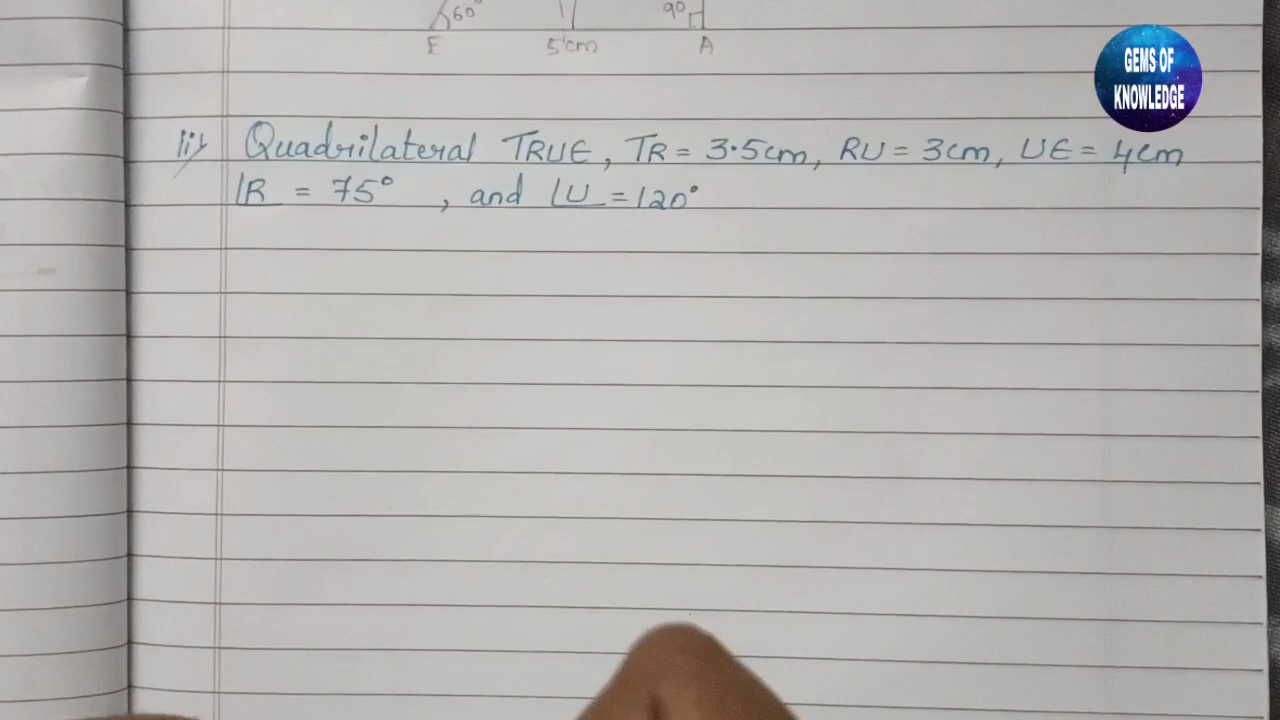 60°
90
E
5cm
A
GEMS OF
KNOWLEDGE
ii) Quadrilateral TRUE, TR = 3.5cm, RU = 3cm, UE = 4cm
∠R = 75° , and ∠U = 120°